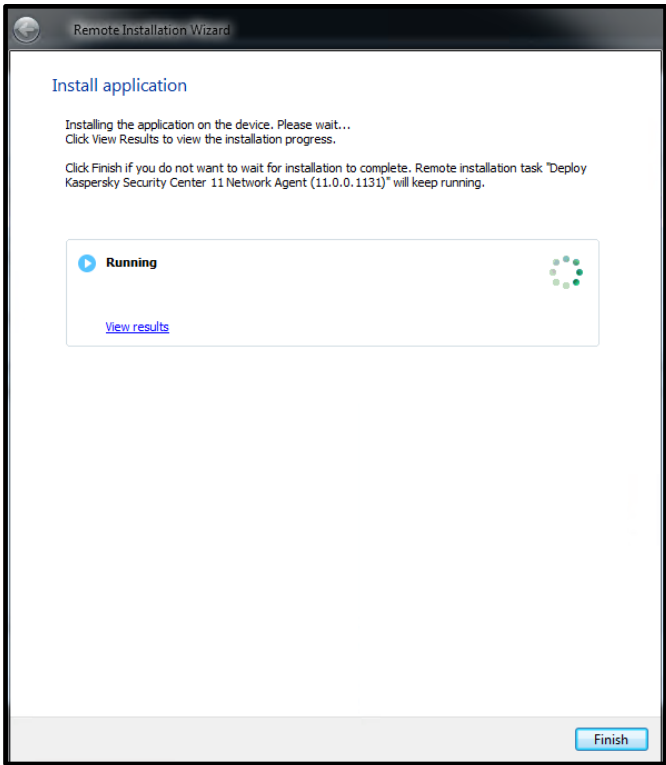 Remote Installation Wizard
Install application
Installing the application on the device. Please wait...
Click View Results to view the installation progress.
Click Finish if you do not want to wait for installation to complete. Remote installation task "Deploy
Kaspersky Security Center 11 Network Agent (11.0.0.1131)" will keep running.
Running
View results
Finish